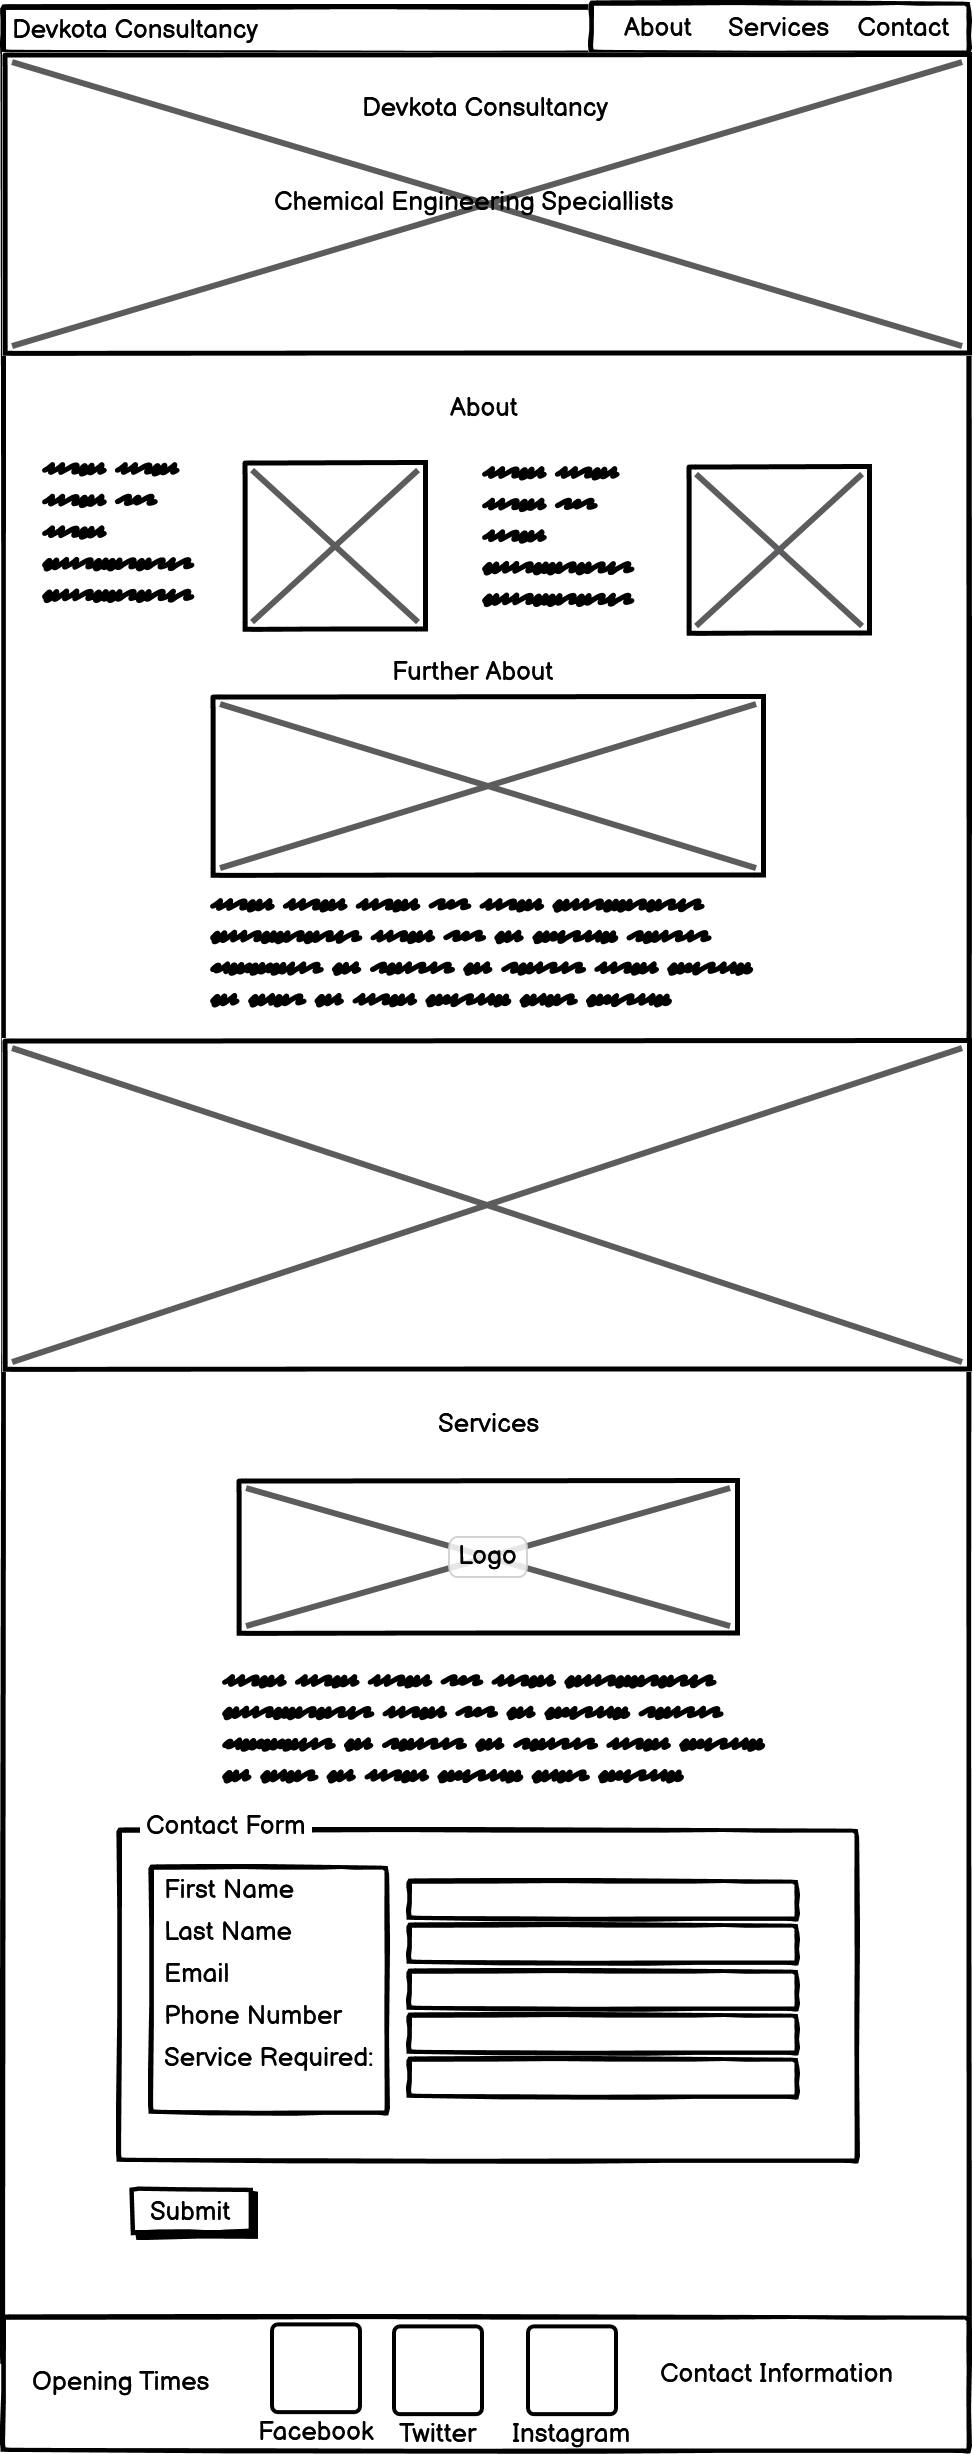 Devkota Consultancy
About Services Contact
Devkota Consultancy
Chemical Engineering Speciallists
About
Further About
Services
Logo
Contact Form
First Name
Last Name
Email
Phone Number
Service Required:
Submit
Opening Times
Facebook
Twitter
Instagram
Contact Information